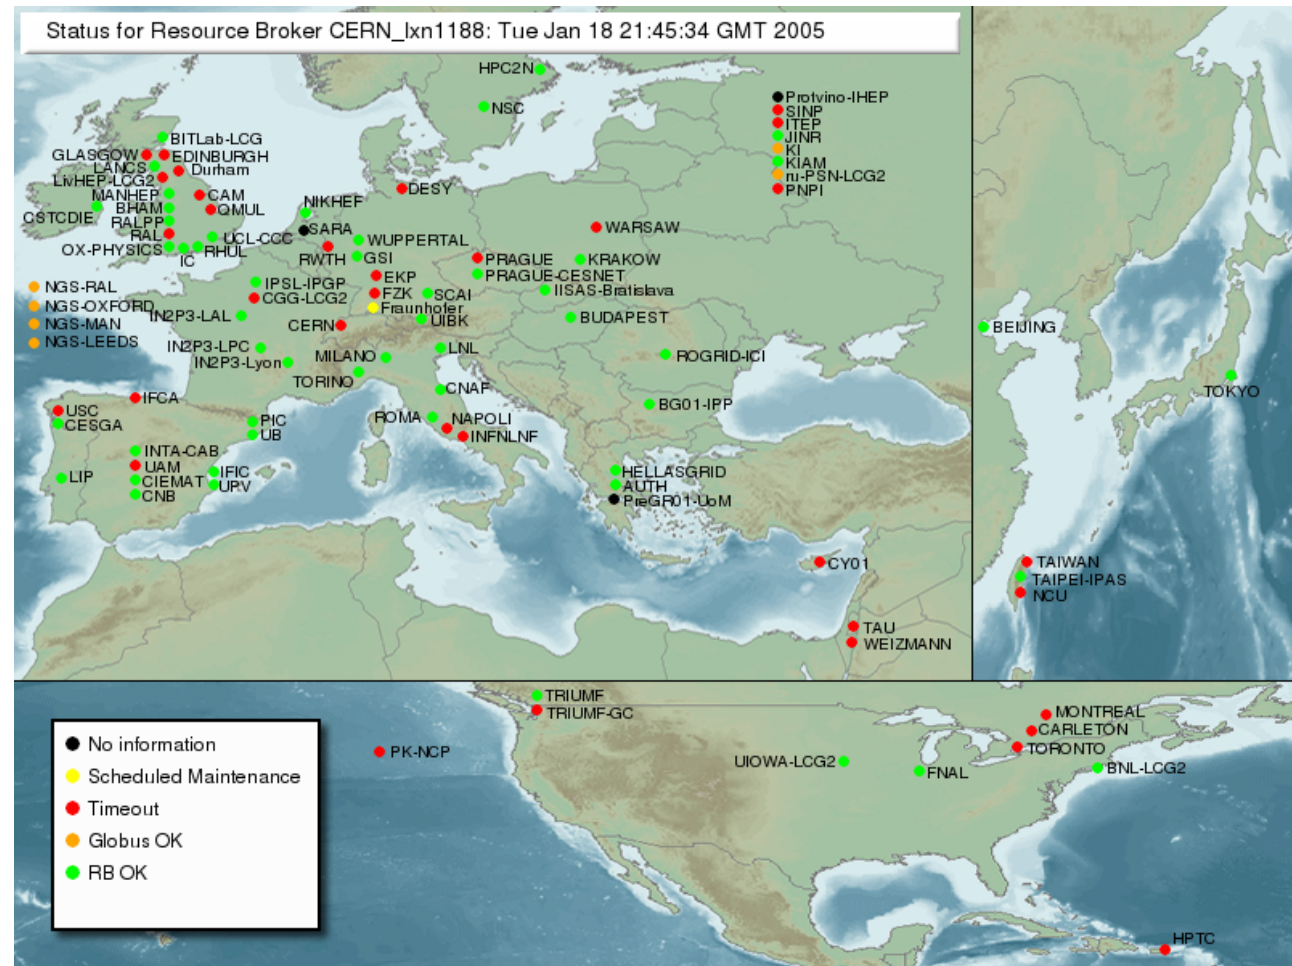 Status for Resource Broker CERN_lxn1188: Tue Jan 18 21:45:34 GMT 2005
HPC2N
NSC
Protvino-IHEP
SINP
ITEP
JINR
KI
KIAM
ru-PSN-LCG2
PNPI
BITLab-LCG
GLASGOW
EDINBURGH
LANCS
Durham
LivHEP-LCG2
MANHEP
CAM
BHAM
QMUL
CSTCDIE
RALPP
RAL
UCL-CCC
OX-PHYSICS
IC
RHUL
DESY
NIKHEF
SARA
WARSAW
WUPPERTAL
RWTH
GSI
PRAGUE
KRAKOW
PRAGUE-CESNET
EKP
IPSL-IPGP
CGG-LCG2
FZK
SCAI
IISAS-Bratislava
Fraunhofer
NGS-RAL
NGS-OXFORD
NGS-MAN
NGS-LEEDS
IN2P3-LAL
CERN
UIBK
BUDAPEST
IN2P3-LPC
IN2P3-Lyon
MILANO
LNL
TORINO
ROGRID-ICI
CNAF
BG01-IPP
IFCA
USC
CESGA
PIC
UB
ROMA
NAPOLI
INFNLNF
INTA-CAB
UAM
IFIC
LIP
CIEMAT
UPV
CNB
HELLASGRID
AUTH
PreGR01-UoM
CY01
TAU
WEIZMANN
BEIJING
TOKYO
TAIWAN
TAIPEI-IPAS
NCU
TRIUMF
TRIUMF-GC
MONTREAL
CARLETON
TORONTO
PK-NCP
UIOWA-LCG2
FNAL
BNL-LCG2
HPTC
No information
Scheduled Maintenance
Timeout
Globus OK
RB OK